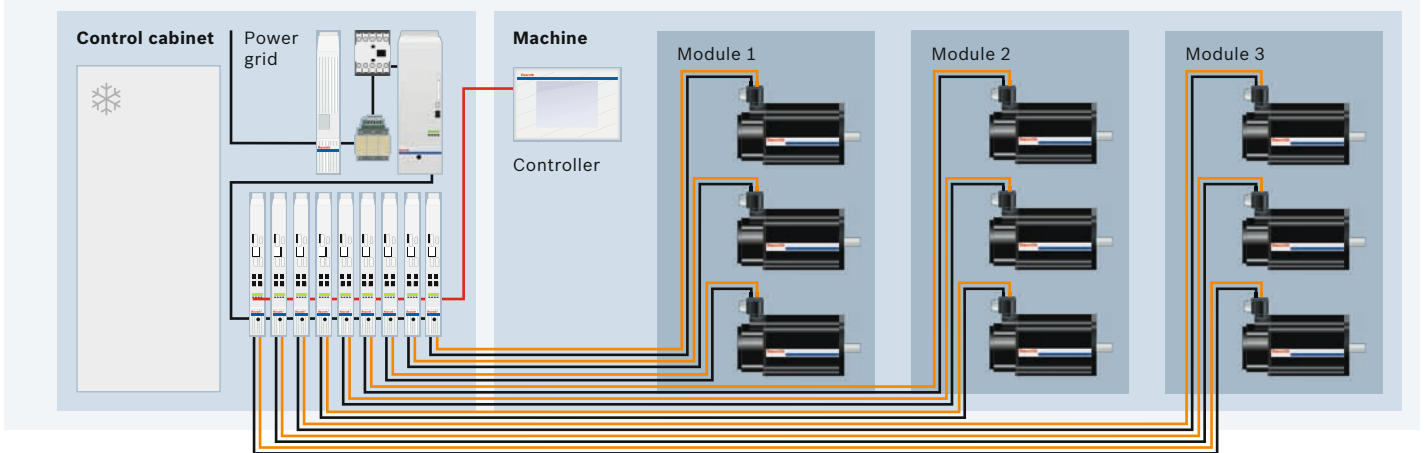 Control cabinet
Power
grid
Machine
Controller
Module 1
Module 2
Module 3